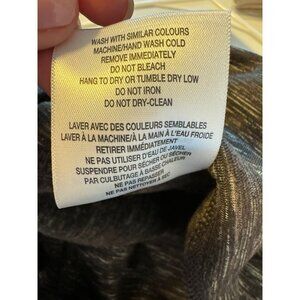 WASH WITH SIMILAR COLOURS
MACHINE/HAND WASH COLD
REMOVE IMMEDIATELY
DO NOT BLEACH
HANG TO DRY OR TUMBLE DRY LOW
DO NOT IRON
DO NOT DRY-CLEAN
LAVER AVEC DES COULEURS SEMBLABLES
LAVER À LA MACHINE/À LA MAIN À L'EAU FROIDE
RETIRER IMMÉDIATEMENT
NE PAS UTILISER D'EAU DE JAVEL
SUSPENDRE POUR SÉCHER OU SÉCHER
PAR CULBUTAGE À BASSE CHALEUR
NE PAS REPASSER
NE PAS NETTOYER À SEC